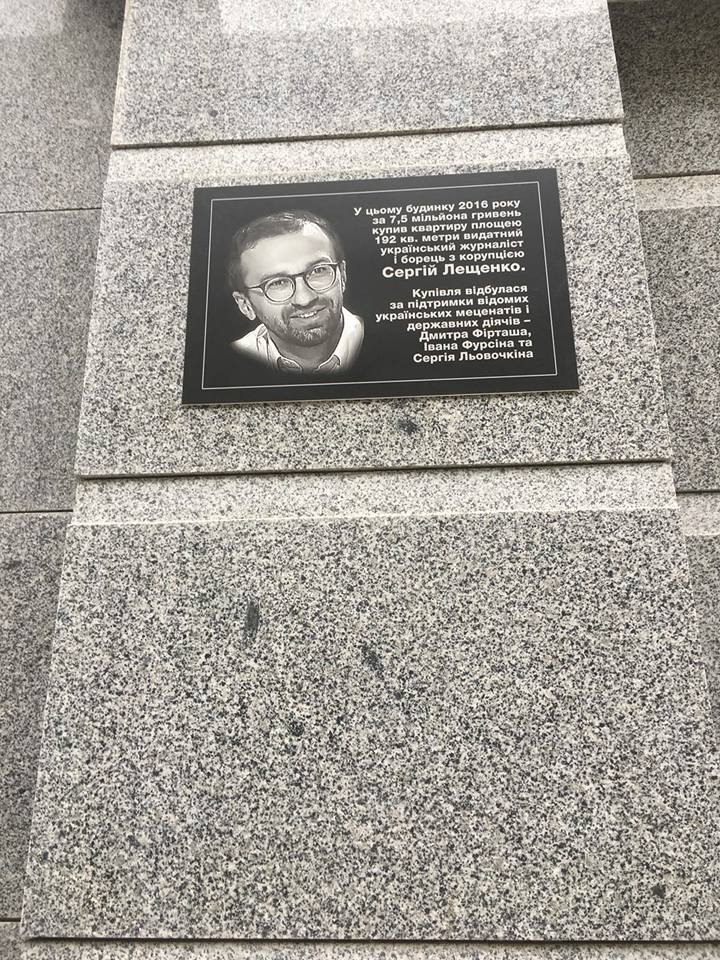 У цьому будинку 2016 року
за 7,5 мільйона гривень
купив квартиру площею
192 кв. метри видатний
український журналіст
і борець з корупцією
Сергій Лещенко.
Купівля відбулася
за підтримки відомих
українських меценатів і
державних діячів –
Дмитра Фірташа,
Івана Фурсіна та
Сергія Льовочкіна